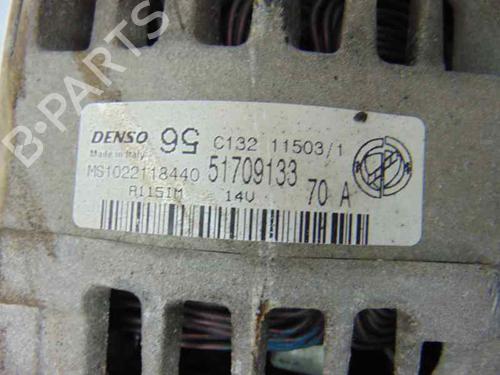 B-PARTS
DENSO 95 C132 11503/1
Made in Italy
MS1022118440 51709133
A115IM 14V 70 A